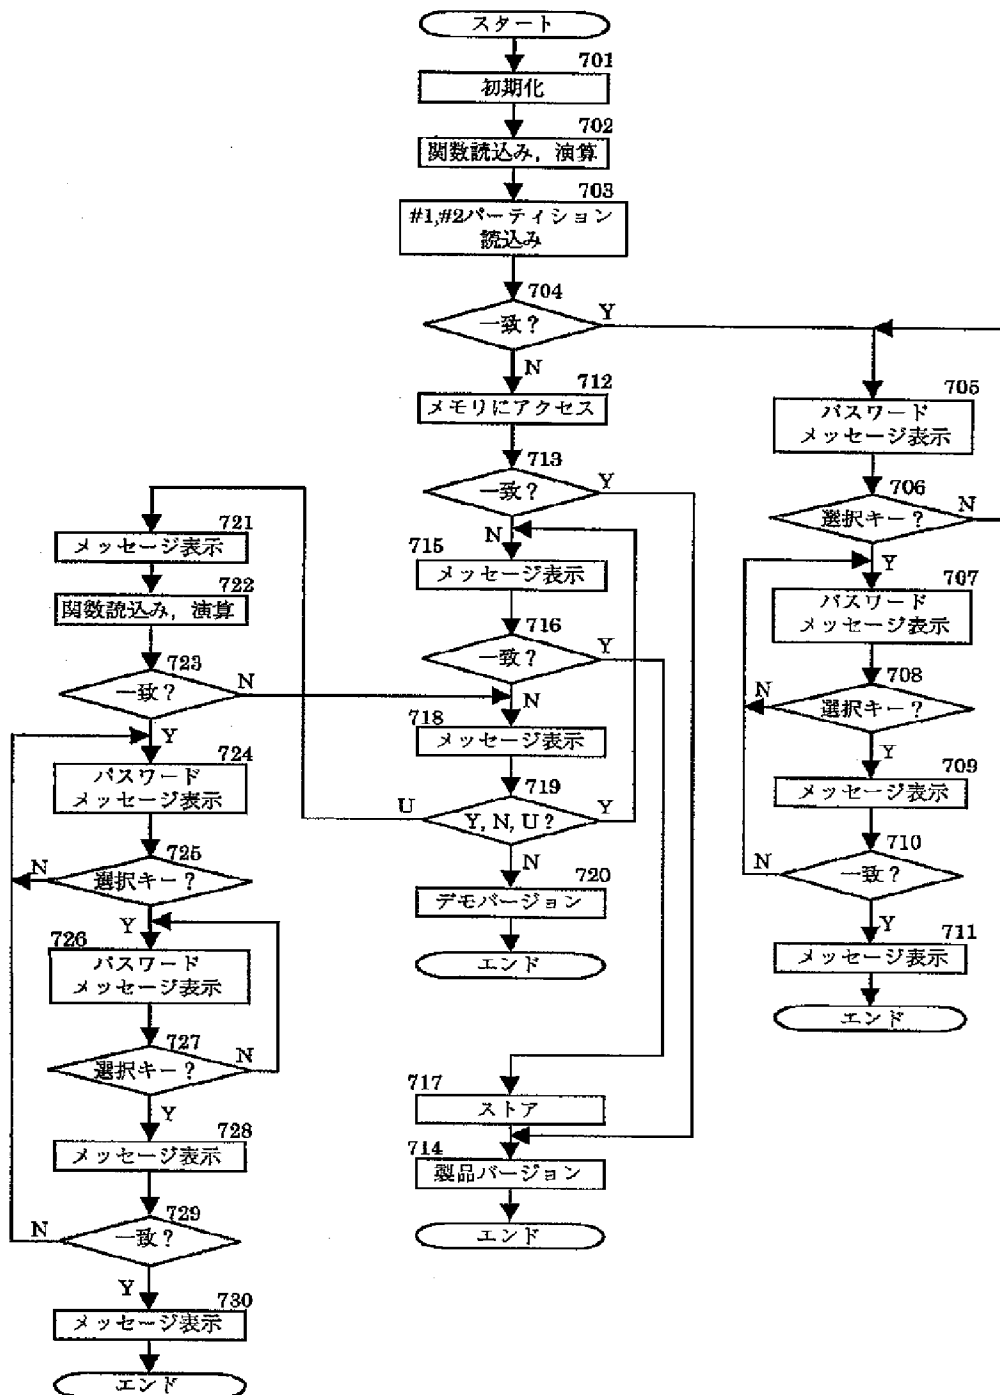 スタート
701
初期化
702
関数読込み，演算
703
#1,#2パーティション
読込み
704
一致？
Y
N
712
メモリにアクセス
713
一致？
Y
N
715
メッセージ表示
716
一致？
Y
N
718
メッセージ表示
719
Y, N, U？
U
Y
N
720
デモバージョン
エンド
717
ストア
714
製品バージョン
エンド
705
パスワード
メッセージ表示
706
選択キー？
N
Y
707
パスワード
メッセージ表示
708
選択キー？
N
Y
709
メッセージ表示
710
一致？
N
Y
711
メッセージ表示
エンド
721
メッセージ表示
722
関数読込み，演算
723
一致？
N
Y
724
パスワード
メッセージ表示
725
選択キー？
N
Y
726
パスワード
メッセージ表示
727
選択キー？
N
Y
728
メッセージ表示
729
一致？
N
Y
730
メッセージ表示
エンド